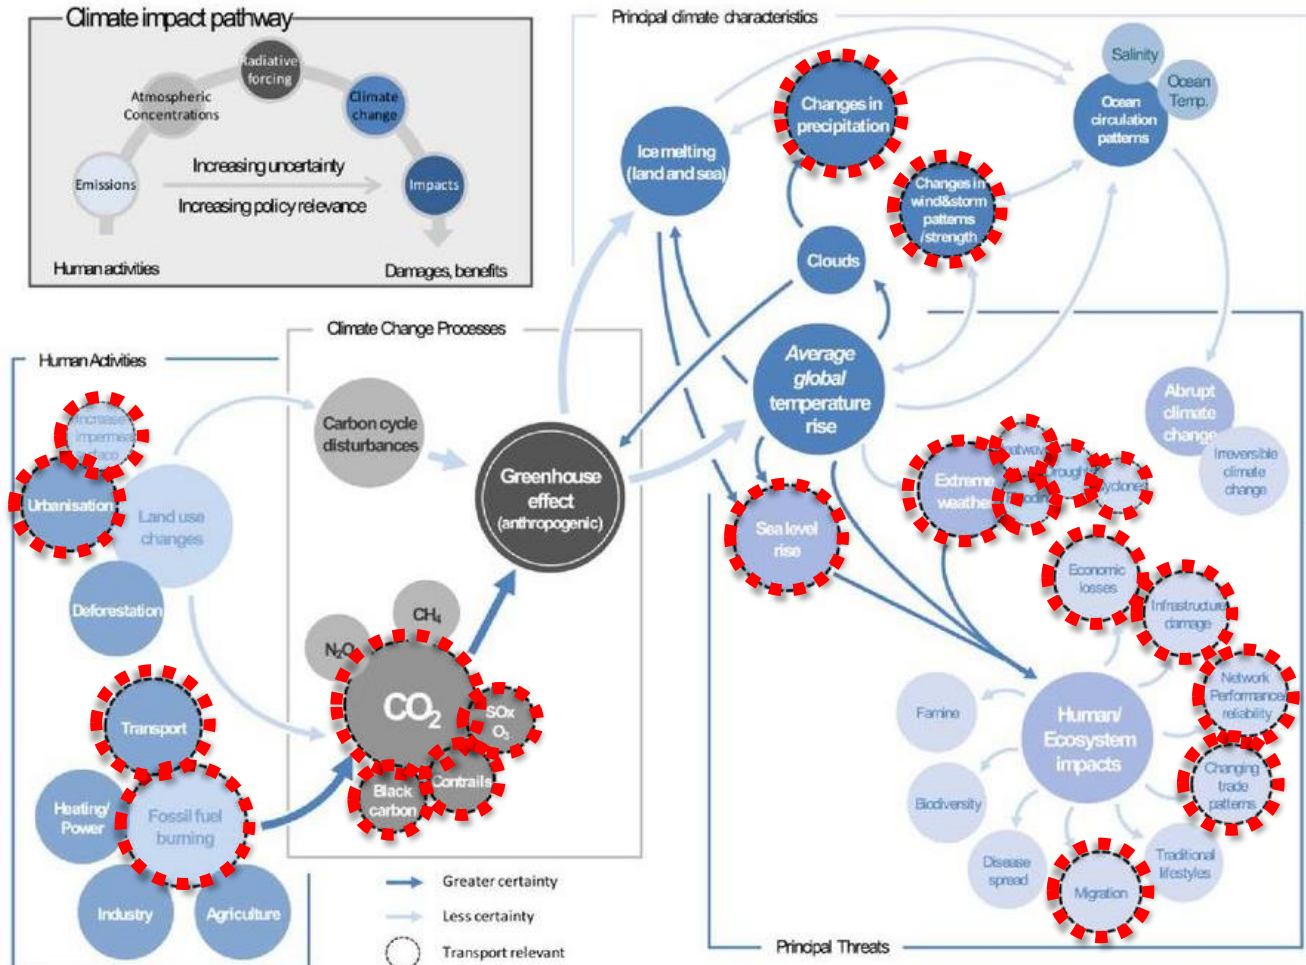 Climate impact pathway
Radiative
forcing
Atmospheric
Concentrations
Climate
change
Emissions
Increasing uncertainty
Increasing policy relevance
Impacts
Human activities
Damages, benefits
Principal climate characteristics
Salinity
Ocean
Temp.
Ocean
circulation
patterns
Changes in
precipitation
Ice melting
(land and sea)
Changes in
wind&storm
patterns
/strength
Clouds
Average
global
temperature
rise
Climate Change Processes
Carbon cycle
disturbances
Greenhouse
effect
(anthropogenic)
CH4
N2O
CO2
SOx
O3
Contrails
Black
carbon
Human Activities
Increase
Urbanisation
Land use
changes
Deforestation
Transport
Heating/
Power
Fossil fuel
burning
Industry
Agriculture
Abrupt
climate
change
Irreversible
climate
change
Extreme
weather
Sea level
rise
Economic
losses
Infrastructure
damage
Network
Performance/
reliability
Changing
trade
patterns
Human/
Ecosystem
impacts
Famine
Biodiversity
Disease
spread
Migration
Traditional
lifestyles
Principal Threats
Greater certainty
Less certainty
Transport relevant